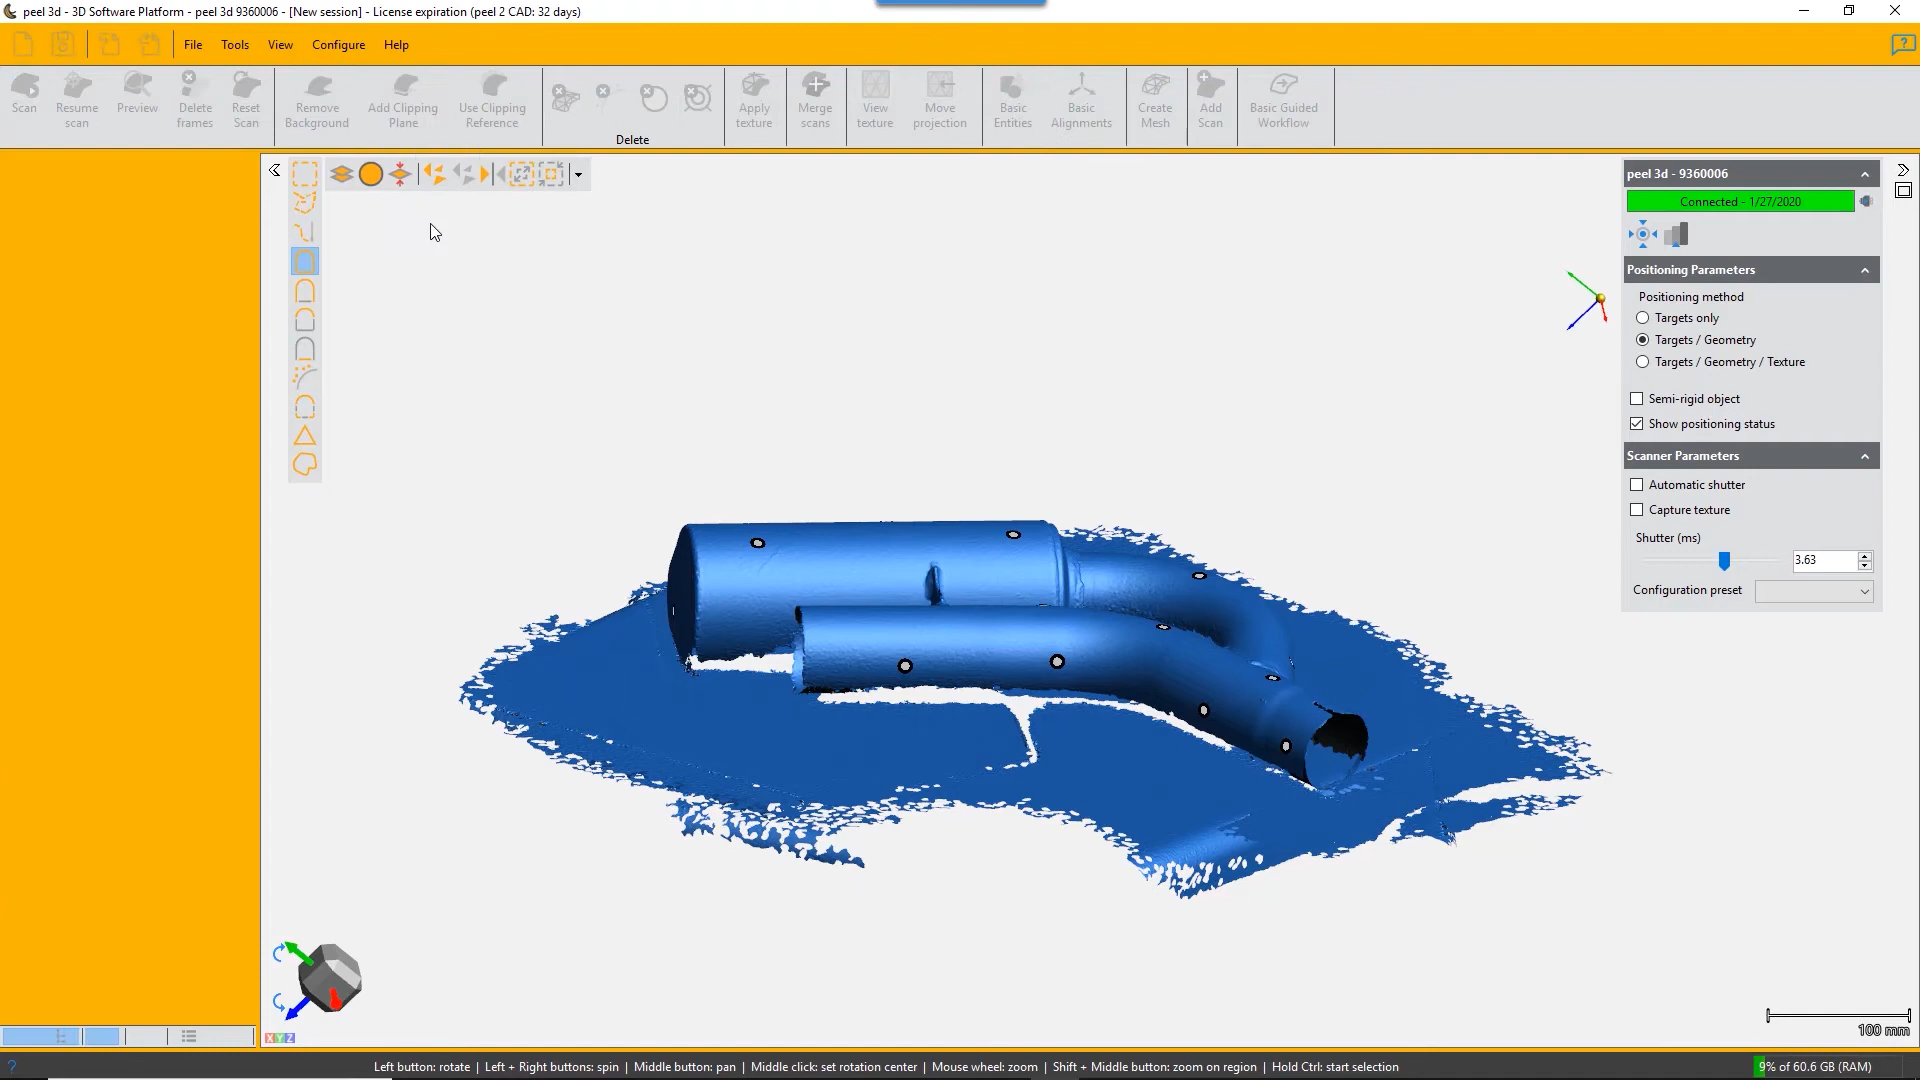 peel 3d - 3D Software Platform - peel 3d 9360006 - [New session] - License expiration (peel 2 CAD: 32 days)
File Tools View Configure Help
Scan
Resume scan
Preview
Delete frames
Reset Scan
Remove Background
Add Clipping Plane
Use Clipping Reference
Delete
Apply texture
Merge scans
View texture
Move projection
Basic Entities
Basic Alignments
Create Mesh
Add Scan
Basic Guided Workflow
peel 3d - 9360006
Connected - 1/27/2020
Positioning Parameters
Positioning method
Targets only
Targets / Geometry
Targets / Geometry / Texture
Semi-rigid object
Show positioning status
Scanner Parameters
Automatic shutter
Capture texture
Shutter (ms)
3.63
Configuration preset
XYZ
100 mm
? Left button: rotate | Left + Right buttons: spin | Middle button: pan | Middle click: set rotation center | Mouse wheel: zoom | Shift + Middle button: zoom on region | Hold Ctrl: start selection
9% of 60.6 GB (RAM)